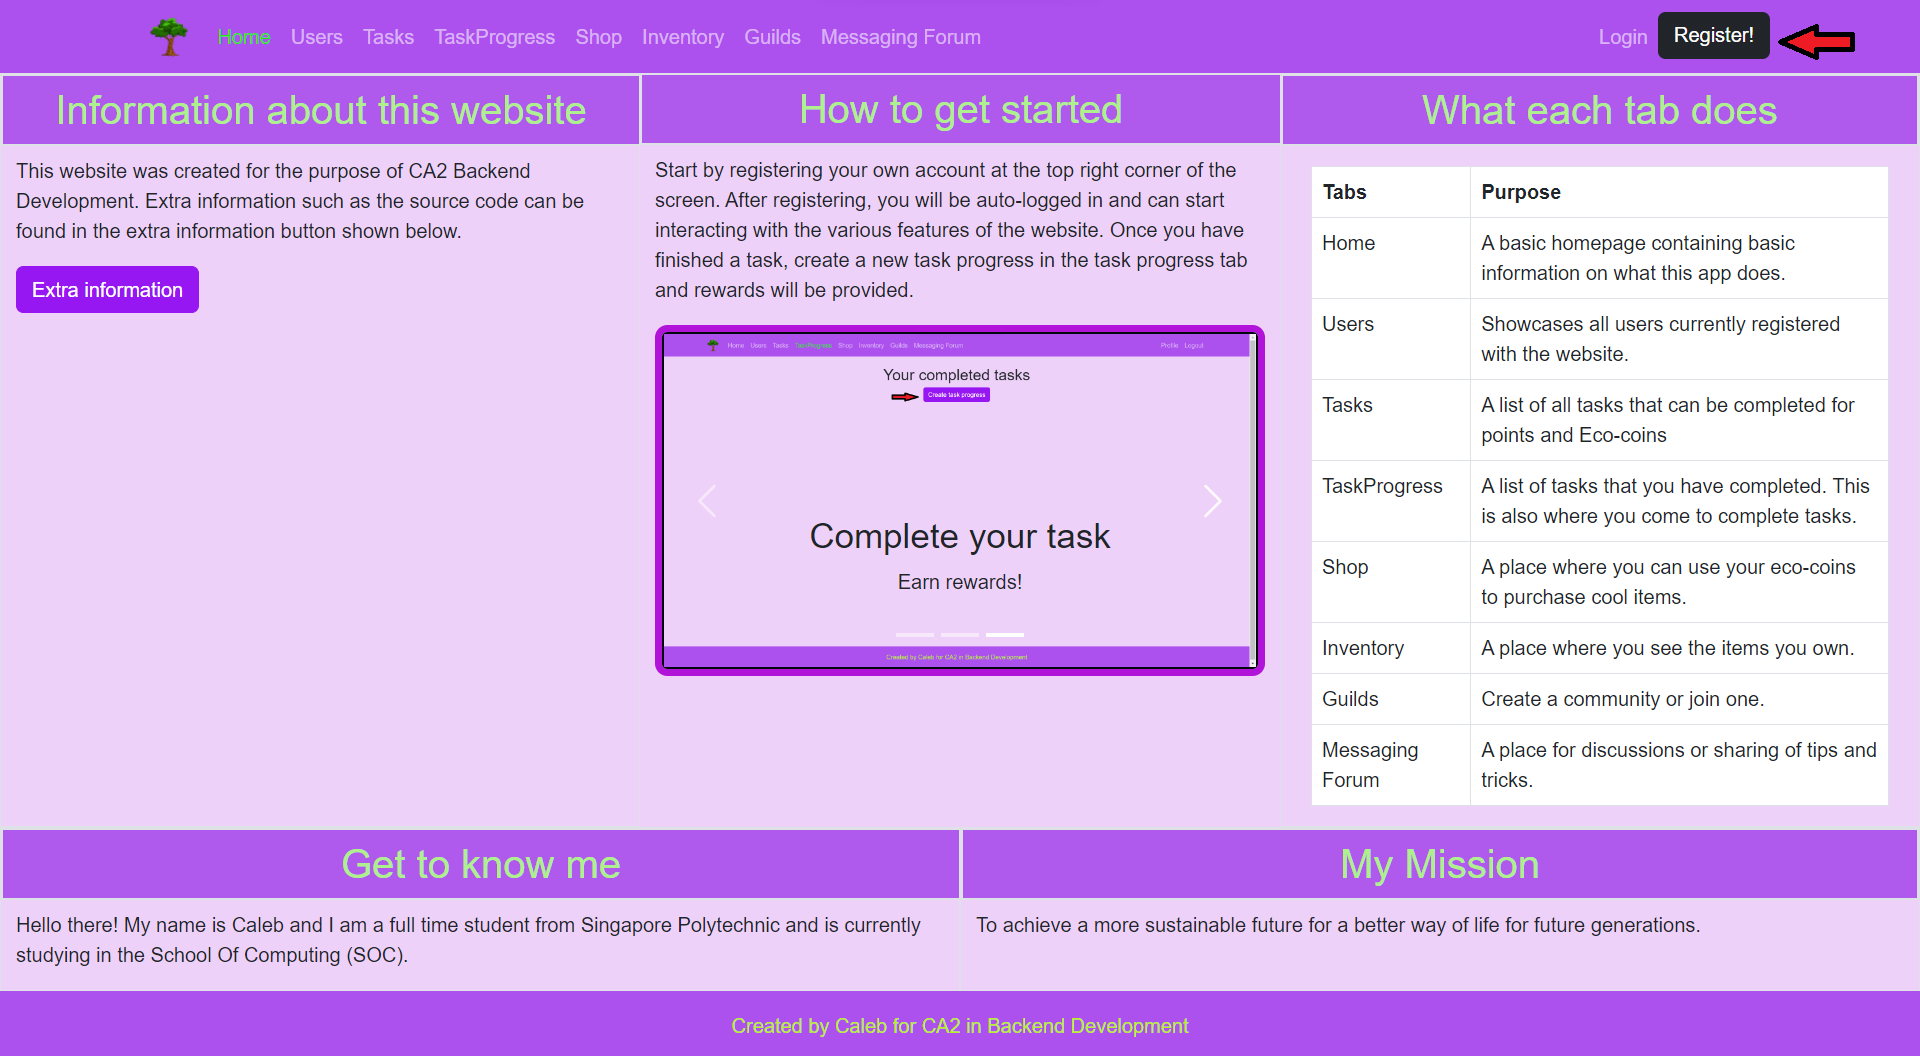 Home Users Tasks TaskProgress Shop Inventory Guilds Messaging Forum Login Register!
Information about this website
This website was created for the purpose of CA2 Backend
Development. Extra information such as the source code can be
found in the extra information button shown below.
Extra information
How to get started
Start by registering your own account at the top right corner of the
screen. After registering, you will be auto-logged in and can start
interacting with the various features of the website. Once you have
finished a task, create a new task progress in the task progress tab
and rewards will be provided.
Home Users Tasks TaskProgress Shop Inventory Guilds Messaging Forum Profile Logout
Your completed tasks
Create task progress
Complete your task
Earn rewards!
Created by Caleb for CA2 in Backend Development
What each tab does
Tabs Purpose
Home A basic homepage containing basic
information on what this app does.
Users Showcases all users currently registered
with the website.
Tasks A list of all tasks that can be completed for
points and Eco-coins
TaskProgress A list of tasks that you have completed. This
is also where you come to complete tasks.
Shop A place where you can use your eco-coins
to purchase cool items.
Inventory A place where you see the items you own.
Guilds Create a community or join one.
Messaging A place for discussions or sharing of tips and
Forum tricks.
Get to know me
Hello there! My name is Caleb and I am a full time student from Singapore Polytechnic and is currently
studying in the School Of Computing (SOC).
My Mission
To achieve a more sustainable future for a better way of life for future generations.
Created by Caleb for CA2 in Backend Development